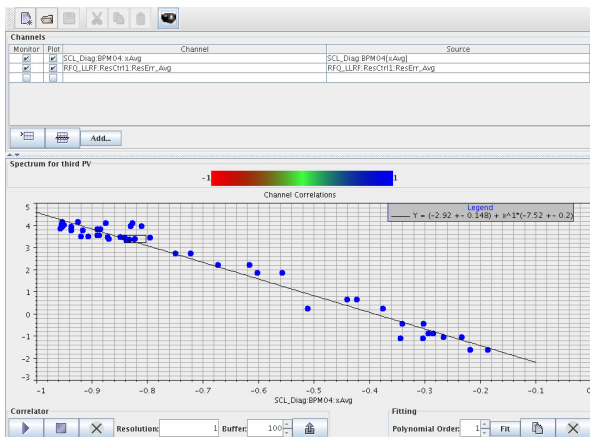 Channels
Monitor Plot Channel Source
SCL_Diag:BPM04:xAvg SCL_Diag:BPM04[xAvg]
RFQ_LLRF:ResCtrl1:ResErr_Avg RFQ_LLRF:ResCtrl1:ResErr_Avg
Add...
Spectrum for third PV
-1 1
Channel Correlations
Legend
Y = (-2.92 +- 0.148) + x^1*(-7.52 +- 0.2)
5
4
3
2
1
0
-1
-2
-3
-1 -0.9 -0.8 -0.7 -0.6 -0.5 -0.4 -0.3 -0.2 -0.1 0
SCL_Diag:BPM04:xAvg
Correlator Fitting
Resolution: 1 Buffer: 100 Polynomial Order: 1 Fit